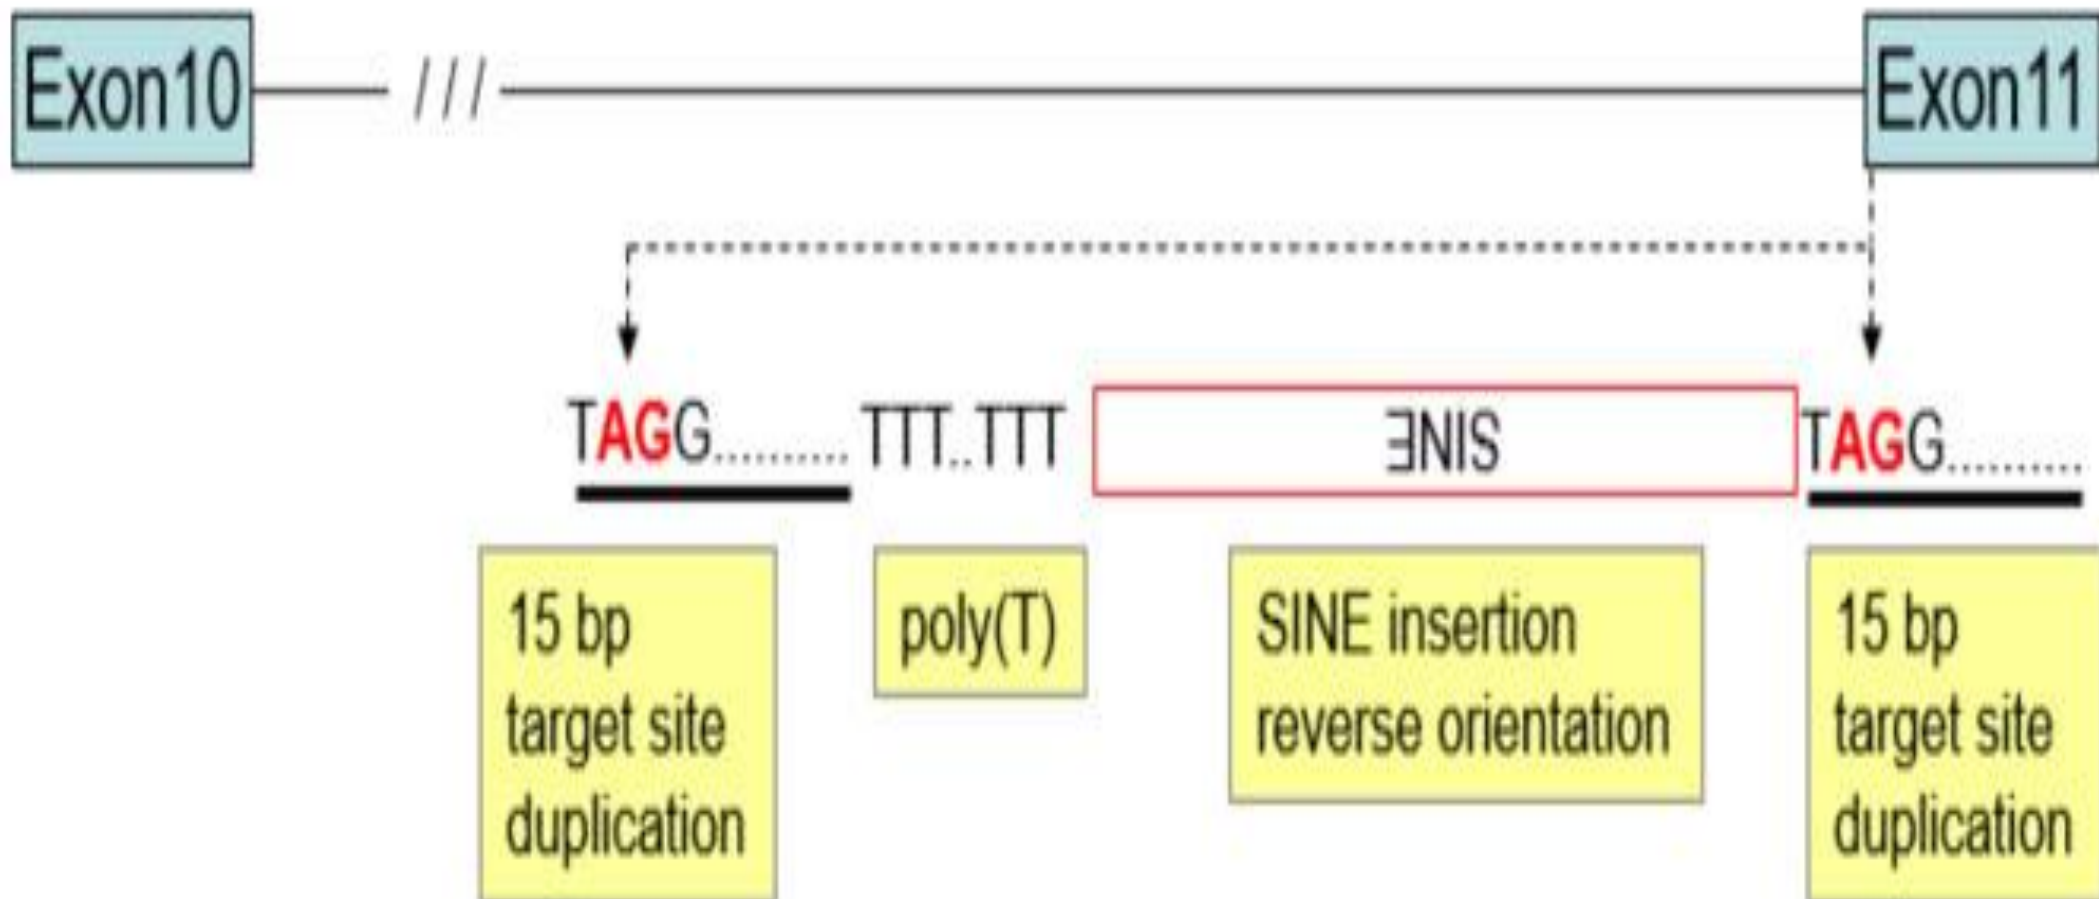 Exon10 /// Exon11
TAGG.......... TTT..TTT SINE TAGG..........
15 bp
target site
duplication
poly(T)
SINE insertion
reverse orientation
15 bp
target site
duplication